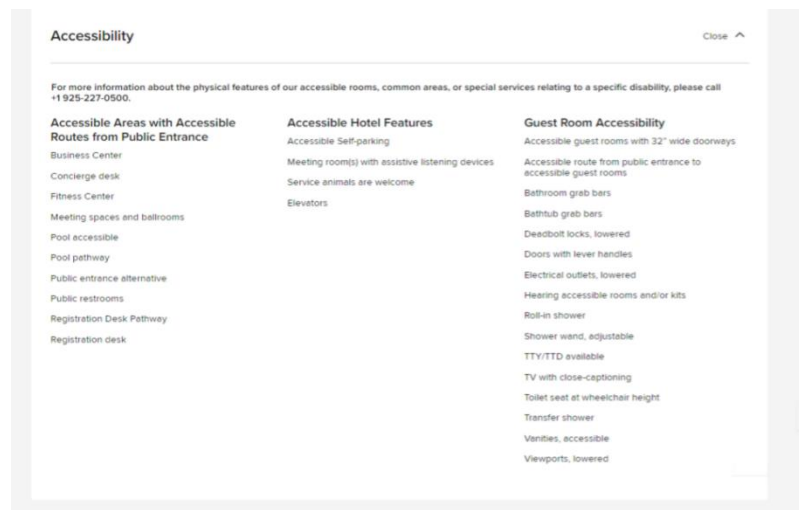 Accessibility
Close
For more information about the physical features of our accessible rooms, common areas, or special services relating to a specific disability, please call
+1 925-227-0500.
Accessible Areas with Accessible
Routes from Public Entrance
Business Center
Concierge desk
Fitness Center
Meeting spaces and ballrooms
Pool accessible
Pool pathway
Public entrance alternative
Public restrooms
Registration Desk Pathway
Registration desk
Accessible Hotel Features
Accessible Self-parking
Meeting room(s) with assistive listening devices
Service animals are welcome
Elevators
Guest Room Accessibility
Accessible guest rooms with 32" wide doorways
Accessible route from public entrance to
accessible guest rooms
Bathroom grab bars
Bathtub grab bars
Deadbolt locks, lowered
Doors with lever handles
Electrical outlets, lowered
Hearing accessible rooms and/or kits
Roll-in shower
Shower wand, adjustable
TTY/TTD available
TV with close-captioning
Toilet seat at wheelchair height
Transfer shower
Vanities, accessible
Viewports, lowered